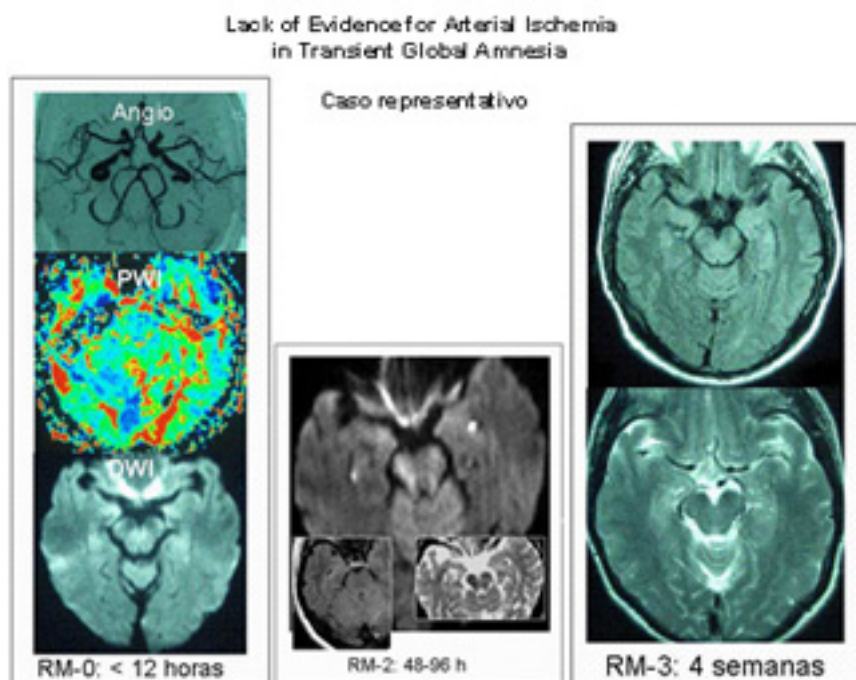 Lack of Evidence for Arterial Ischemia
in Transient Global Amnesia
Caso representativo
Angio
PWI
DWI
RM-0: < 12 horas
RM-2: 48-96 h
RM-3: 4 semanas